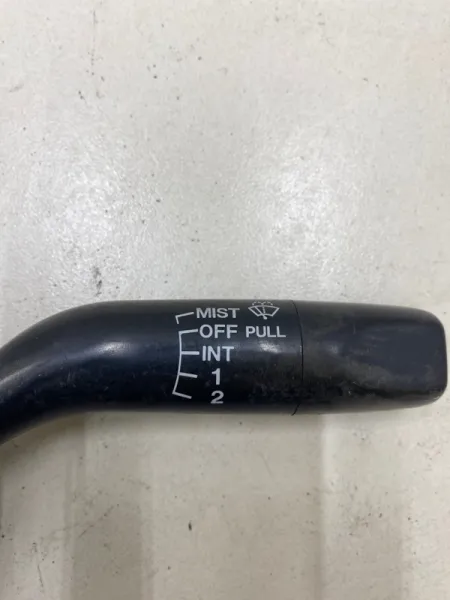 MIST
OFF PULL
INT
1
2